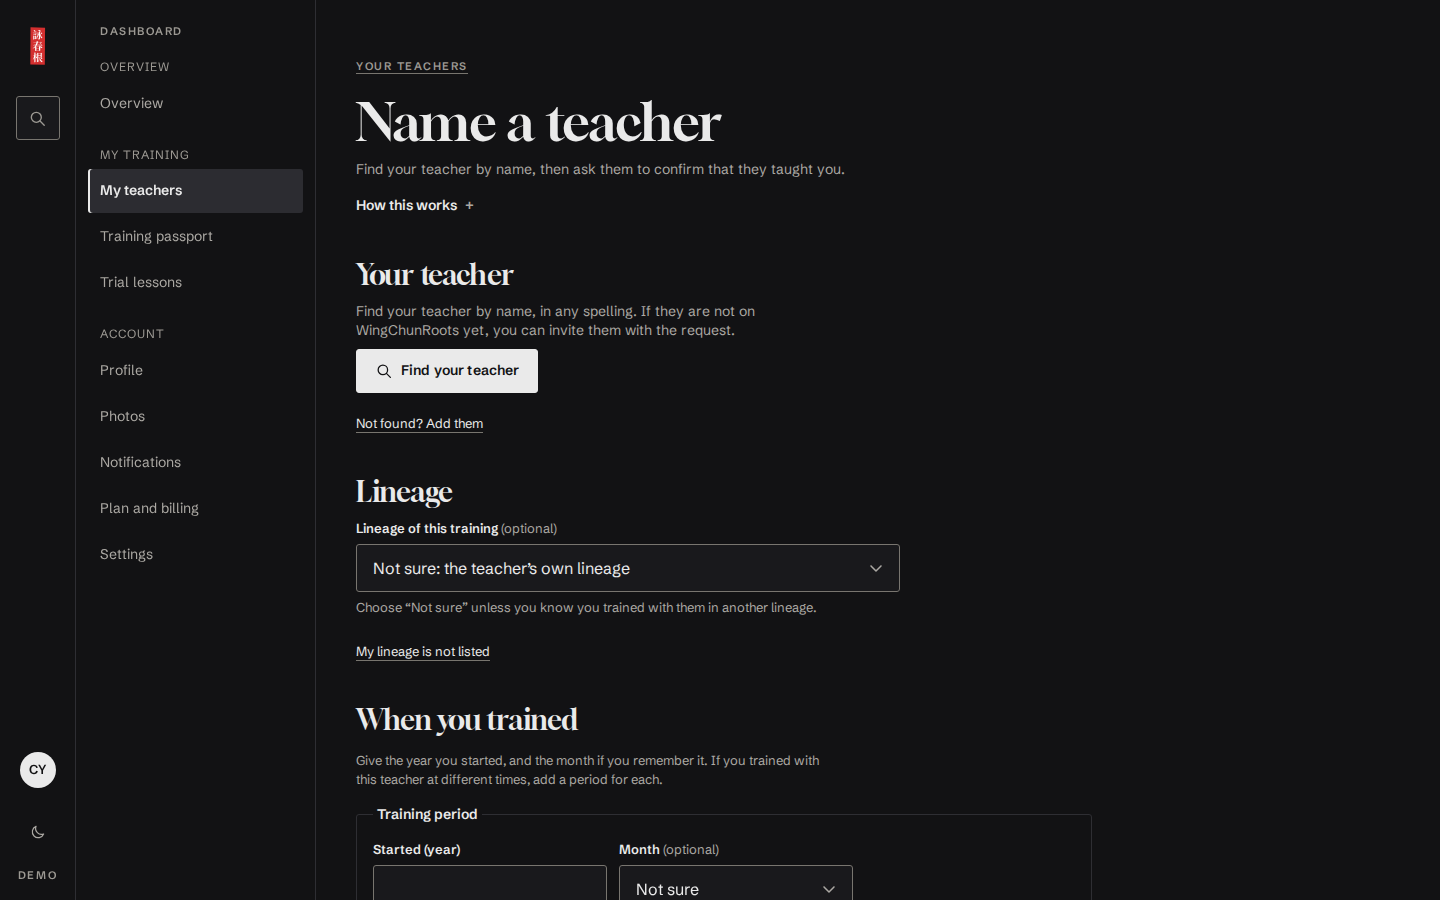 詠春根
DASHBOARD
OVERVIEW
Overview
MY TRAINING
My teachers
Training passport
Trial lessons
ACCOUNT
Profile
Photos
Notifications
Plan and billing
Settings
CY
DEMO
YOUR TEACHERS
Name a teacher
Find your teacher by name, then ask them to confirm that they taught you.
How this works +
Your teacher
Find your teacher by name, in any spelling. If they are not on
WingChunRoots yet, you can invite them with the request.
Find your teacher
Not found? Add them
Lineage
Lineage of this training (optional)
Not sure: the teacher’s own lineage
Choose “Not sure” unless you know you trained with them in another lineage.
My lineage is not listed
When you trained
Give the year you started, and the month if you remember it. If you trained with
this teacher at different times, add a period for each.
Training period
Started (year)
Month (optional)
Not sure